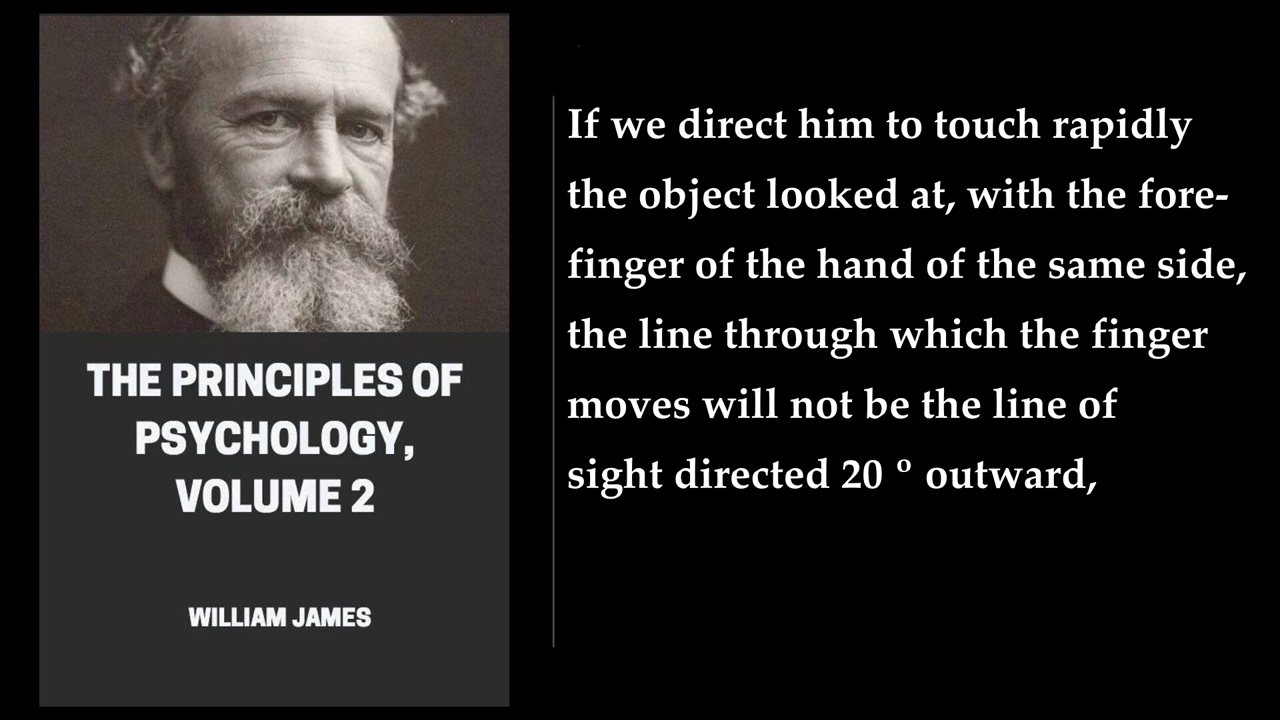 THE PRINCIPLES OF
PSYCHOLOGY,
VOLUME 2
WILLIAM JAMES
If we direct him to touch rapidly
the object looked at, with the fore-
finger of the hand of the same side,
the line through which the finger
moves will not be the line of
sight directed 20 º outward,